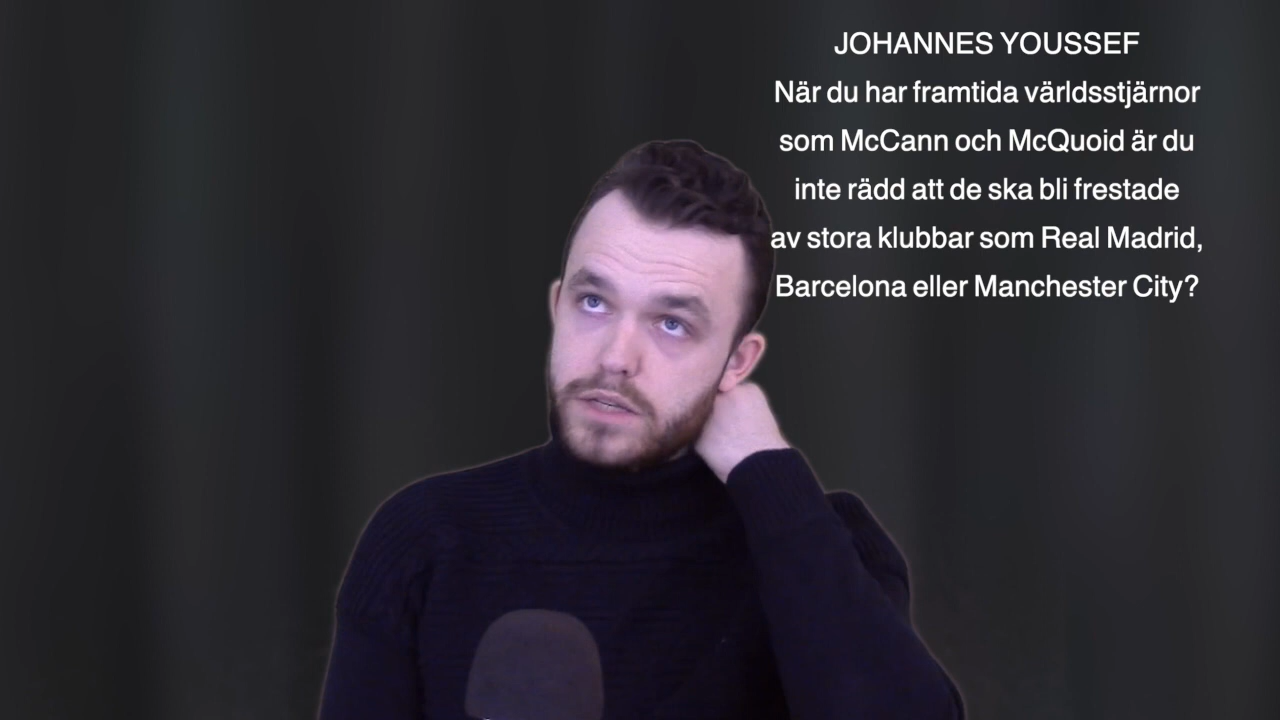 JOHANNES YOUSSEF
När du har framtida världsstjärnor
som McCann och McQuoid är du
inte rädd att de ska bli frestade
av stora klubbar som Real Madrid,
Barcelona eller Manchester City?